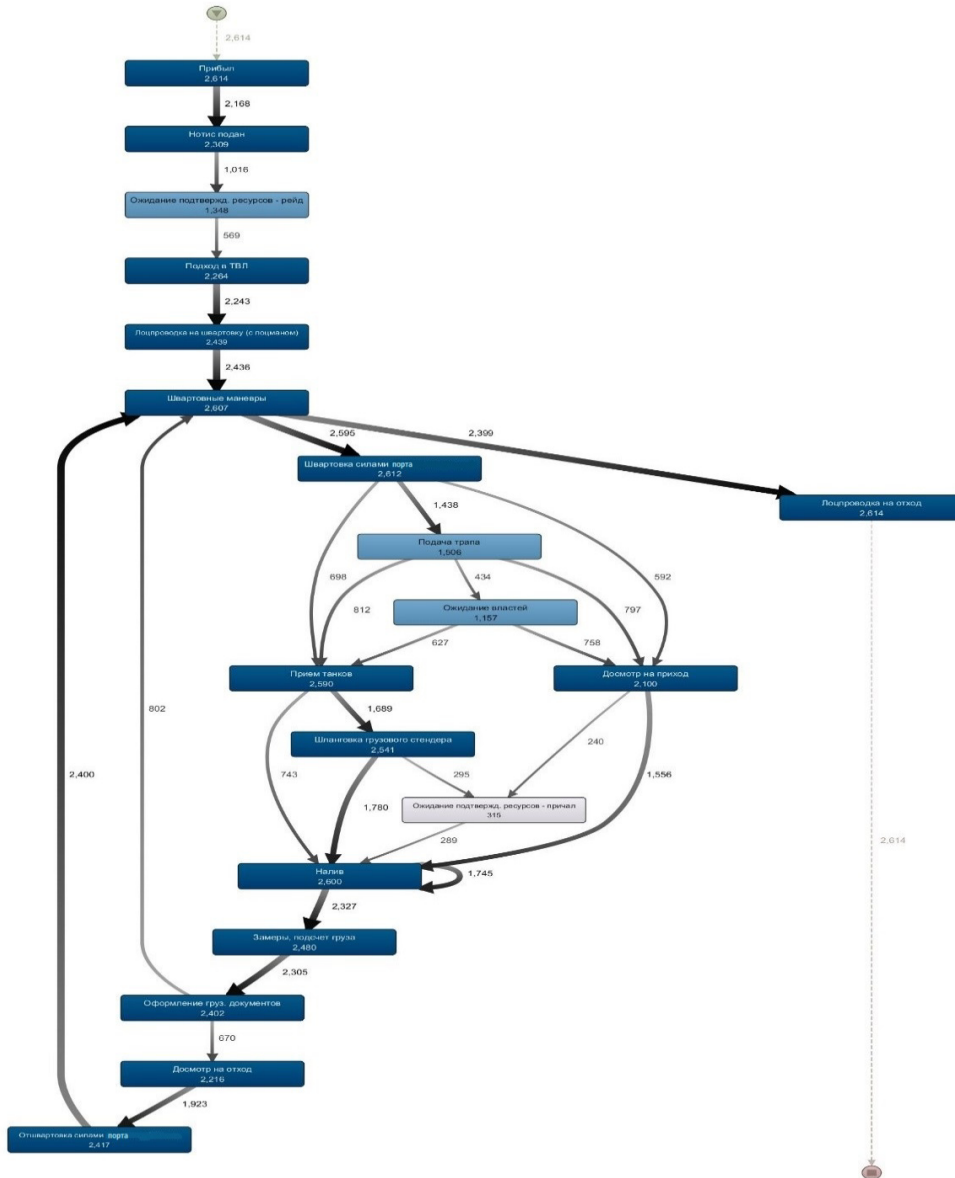 2,614
Прибыл
2,614
2,168
Нотис подан
2,309
1,016
Ожидание подтвержд. ресурсов - рейд
1,348
569
Подход в ТВЛ
2,264
2,243
Лоцпроводка на швартовку (с лоцманом)
2,439
2,436
Швартовные маневры
2,607
2,595
2,399
Швартовка силами порта
2,612
Лоцпроводка на отход
2,614
1,438
Подача трапа
1,506
698
812
434
797
592
Ожидание властей
1,157
627
758
Прием танков
2,590
Досмотр на приход
2,100
802
1,689
Шланговка грузового стендера
2,541
240
2,400
743
295
1,556
1,780
Ожидание подтвержд. ресурсов - причал
315
289
2,614
Налив
2,600
1,745
2,327
Замеры, подсчет груза
2,480
2,305
Оформление груз. документов
2,402
670
Досмотр на отход
2,216
1,923
Отшвартовка силами порта
2,417
2,614